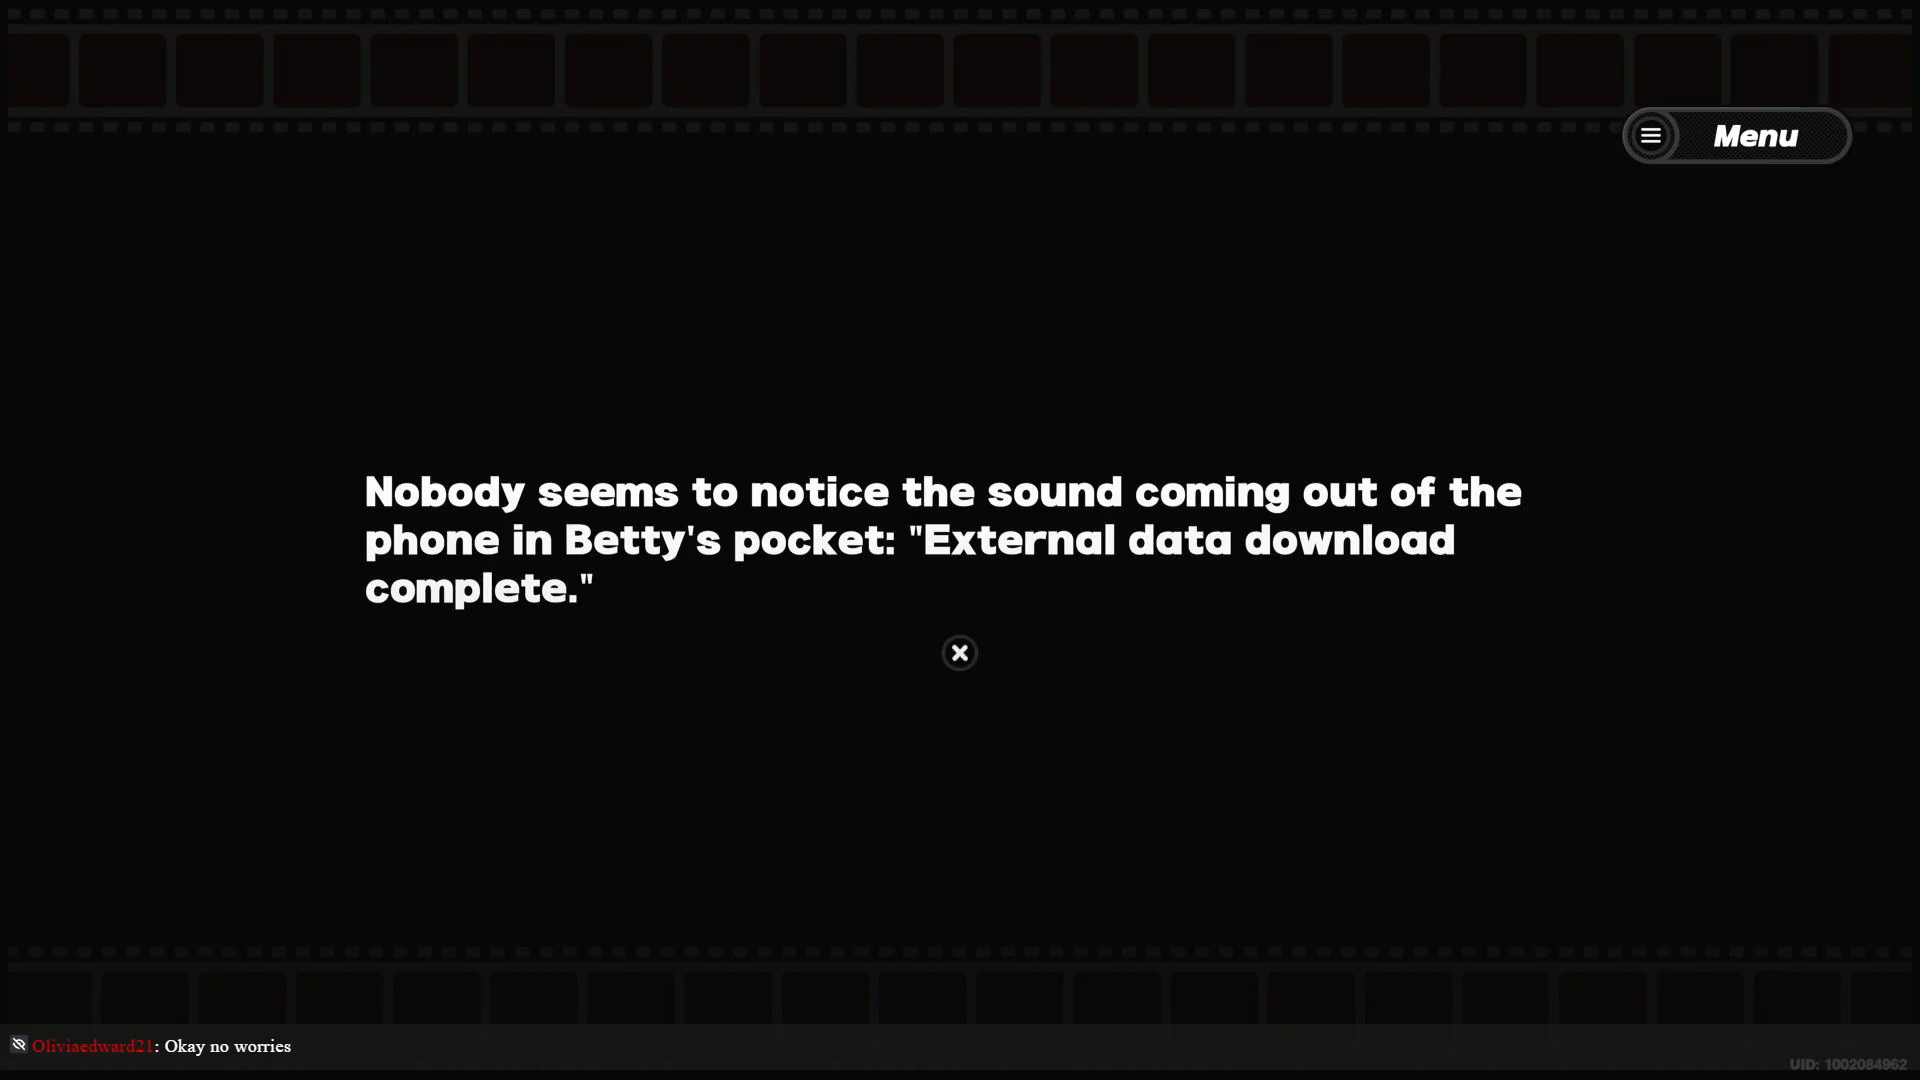 Menu
Nobody seems to notice the sound coming out of the
phone in Betty's pocket: "External data download
complete."
Oliviaedward21: Okay no worries
UID: 1002084962